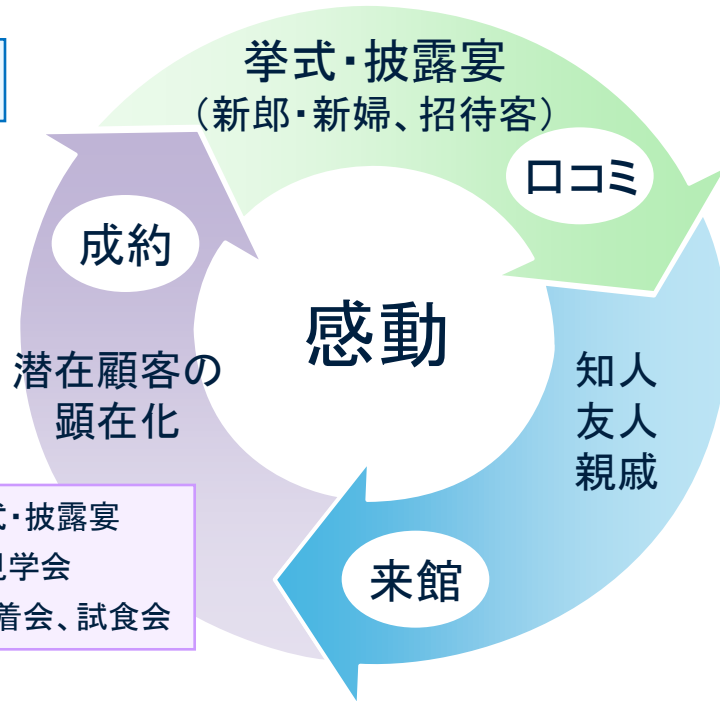 挙式・披露宴
（新郎・新婦、招待客）
口コミ
成約
感動
潜在顧客の
顕在化
知人
友人
親戚
来館
式・披露宴
見学会
着会、試食会